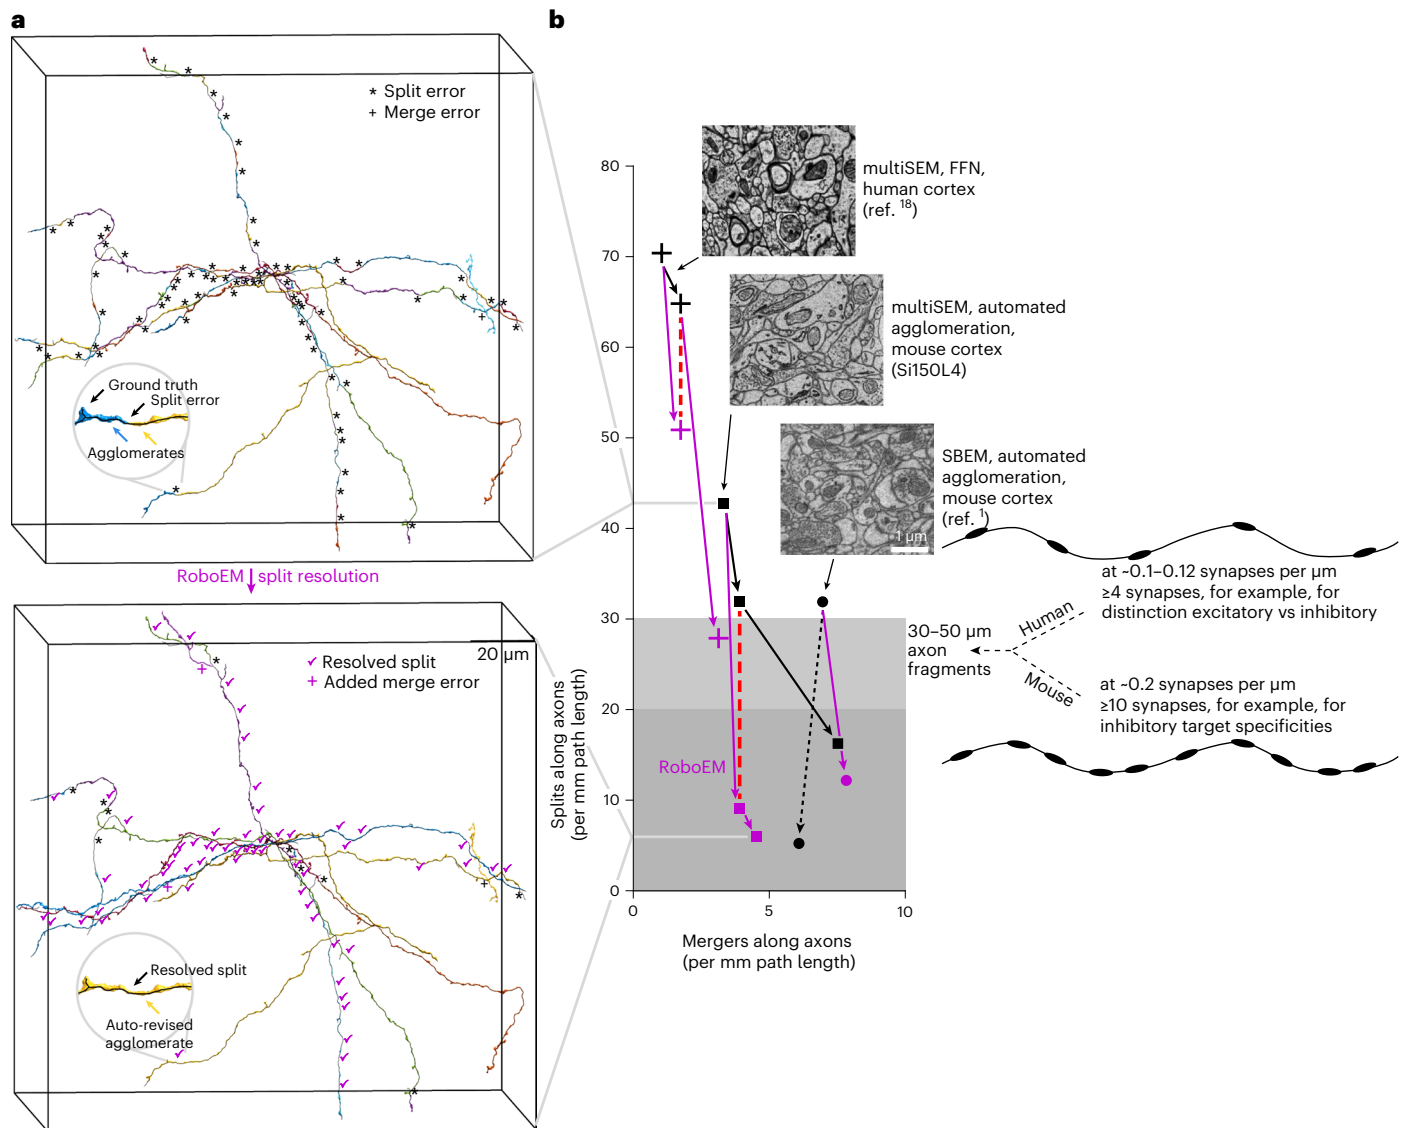 a
* Split error
+ Merge error
Ground truth
Split error
Agglomerates
RoboEM split resolution
20 µm
✓ Resolved split
+ Added merge error
Resolved split
Auto-revised
agglomerate
b
80
70
60
50
40
30
20
10
0
0
5
10
Splits along axons
(per mm path length)
Mergers along axons
(per mm path length)
multiSEM, FFN,
human cortex
(ref. 18)
multiSEM, automated
agglomeration,
mouse cortex
(Si150L4)
SBEM, automated
agglomeration,
mouse cortex
(ref. 1)
1 µm
RoboEM
30–50 µm
axon
fragments
Human
Mouse
at ~0.1–0.12 synapses per µm
≥4 synapses, for example, for
distinction excitatory vs inhibitory
at ~0.2 synapses per µm
≥10 synapses, for example, for
inhibitory target specificities